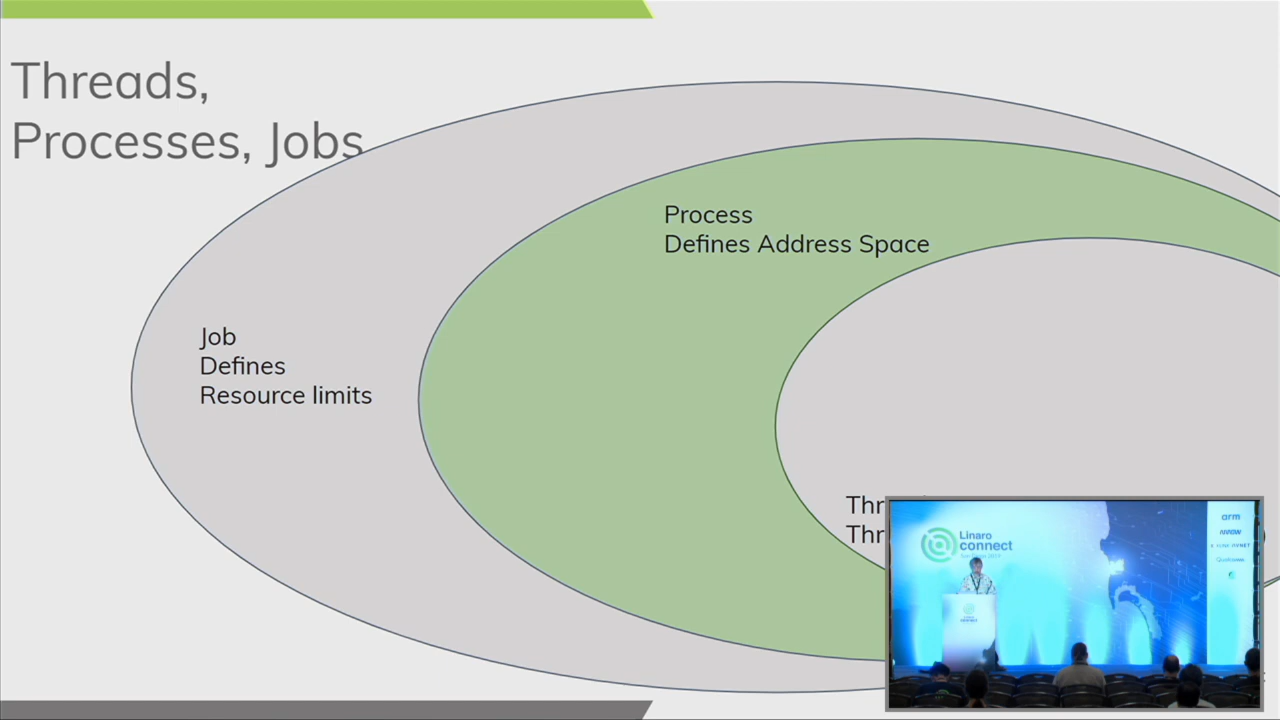 Threads,
Processes, Jobs
Process
Defines Address Space
Job
Defines
Resource limits
Linaro
connect
arm